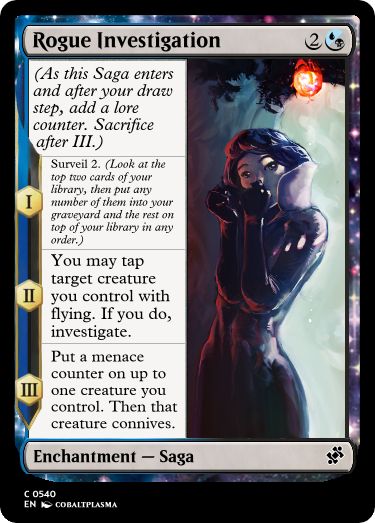 Rogue Investigation 2
(As this Saga enters
and after your draw
step, add a lore
counter. Sacrifice
after III.)
I
Surveil 2. (Look at the
top two cards of your
library, then put any
number of them into your
graveyard and the rest on
top of your library in any
order.)
II
You may tap
target creature
you control with
flying. If you do,
investigate.
III
Put a menace
counter on up to
one creature you
control. Then that
creature connives.
Enchantment — Saga
C 0540
EN COBALTPLASMA